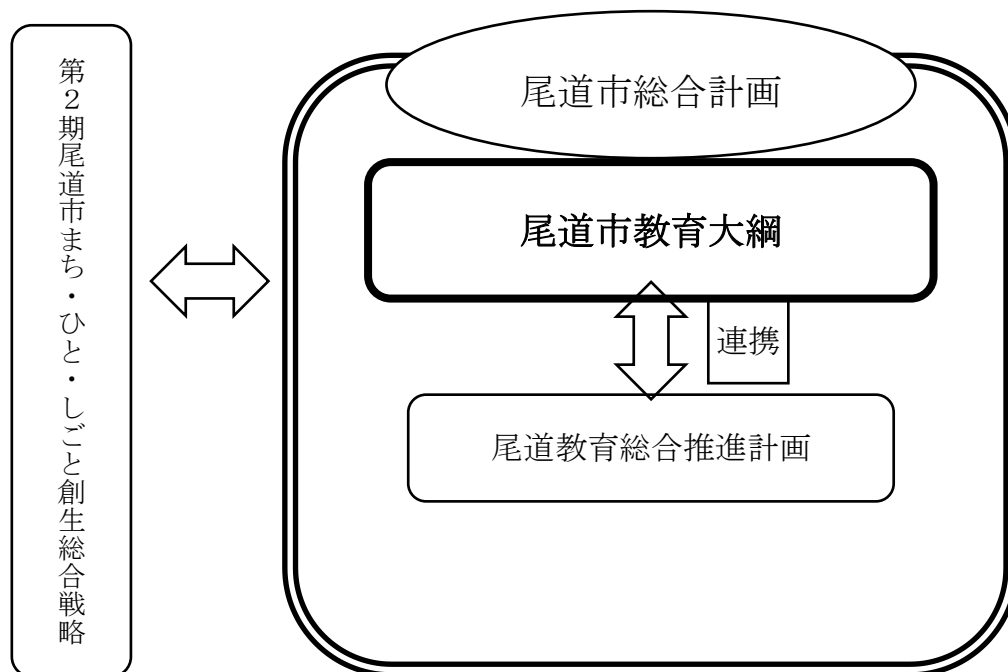 第２期尾道市まち・ひと・しごと創生総合戦略
尾道市総合計画
尾道市教育大綱
連携
尾道教育総合推進計画